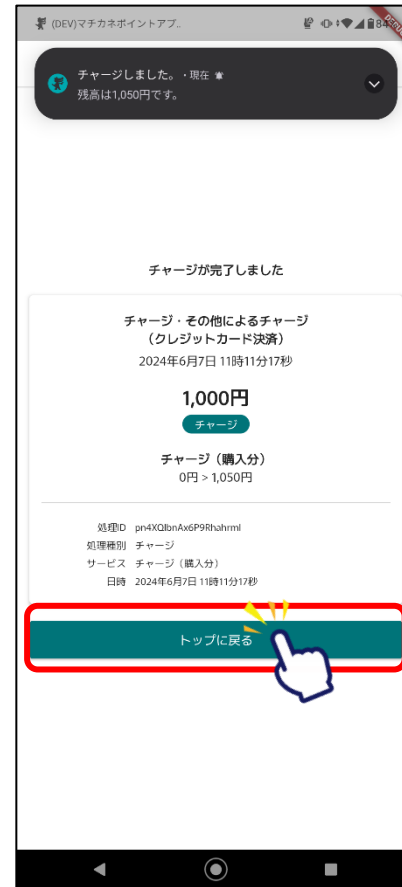 (DEV)マチカネポイントアプ..
チャージしました。・現在
残高は1,050円です。
チャージが完了しました
チャージ・その他によるチャージ
（クレジットカード決済）
2024年6月7日 11時11分17秒
1,000円
チャージ
チャージ（購入分）
0円 > 1,050円
処理ID
処理種別 チャージ
サービス チャージ（購入分）
日時 2024年6月7日 11時11分17秒
トップに戻る